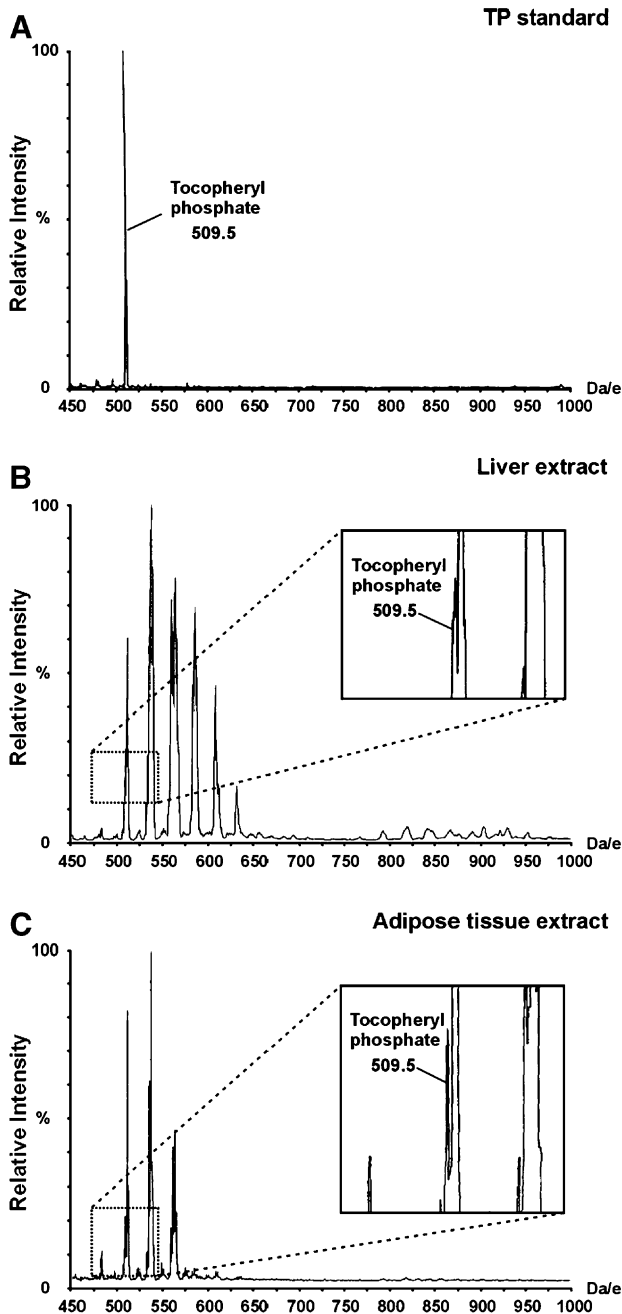 A
TP standard
100
Relative Intensity
%
0
Tocopheryl
phosphate
509.5
450 500 550 600 650 700 750 800 850 900 950 1000 Da/e
B
Liver extract
100
Relative Intensity
%
0
Tocopheryl
phosphate
509.5
450 500 550 600 650 700 750 800 850 900 950 1000 Da/e
C
Adipose tissue extract
100
Relative Intensity
%
0
Tocopheryl
phosphate
509.5
450 500 550 600 650 700 750 800 850 900 950 1000 Da/e